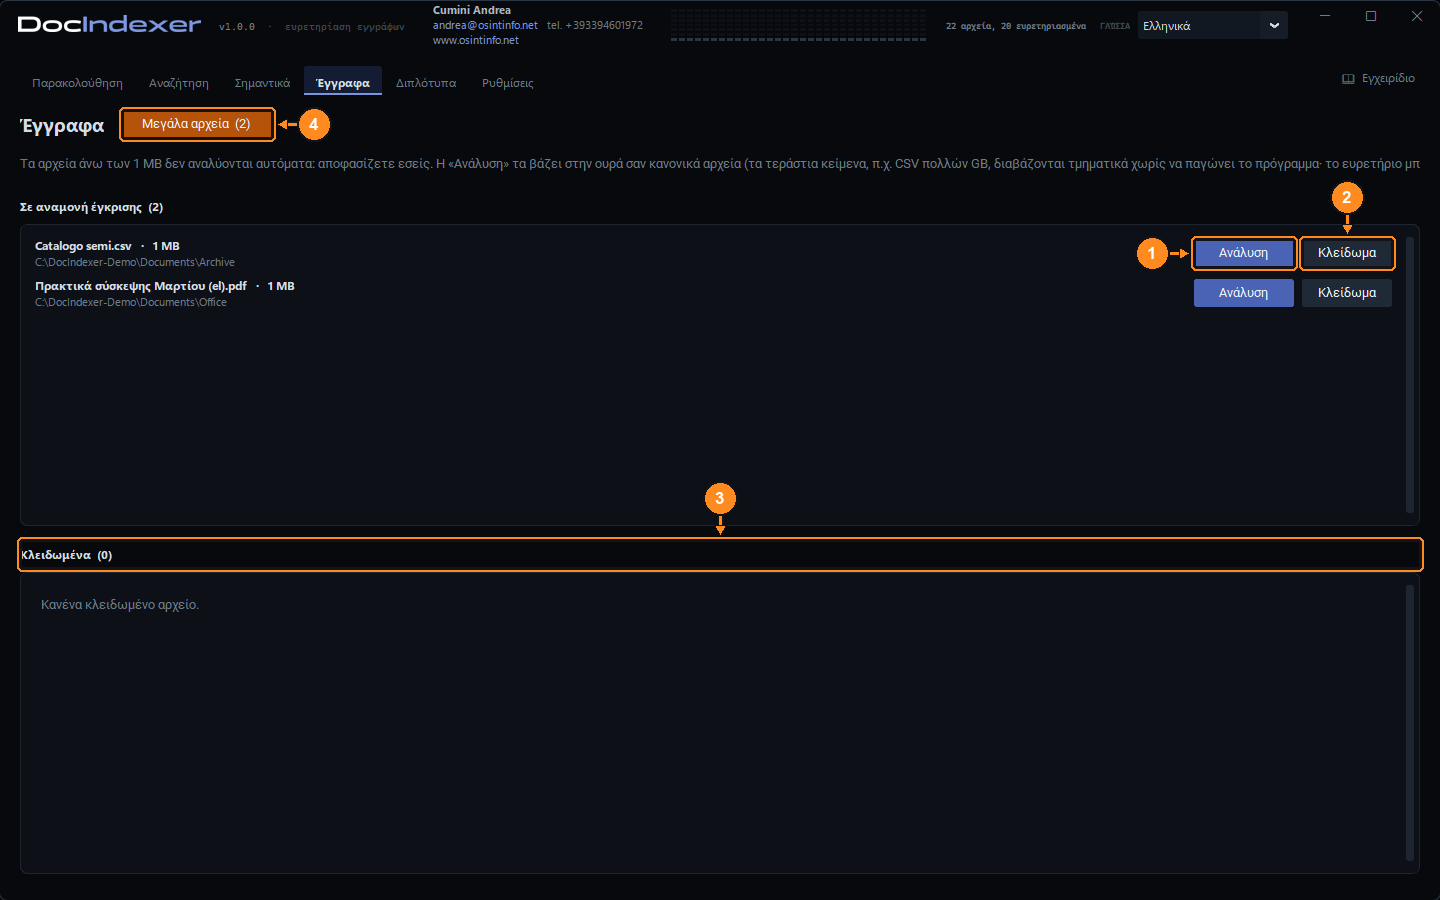 DocIndexer v1.0.0 · ευρετηρίαση εγγράφων
Cumini Andrea
andrea@osintinfo.net tel. +393394601972
www.osintinfo.net
22 αρχεία, 20 ευρετηριασμένα ΓΛΏΣΣΑ Ελληνικά
Παρακολούθηση Αναζήτηση Σημαντικά Έγγραφα Διπλότυπα Ρυθμίσεις Εγχειρίδιο
Έγγραφα Μεγάλα αρχεία (2) 4
Τα αρχεία άνω των 1 MB δεν αναλύονται αυτόματα: αποφασίζετε εσείς. Η «Ανάλυση» τα βάζει στην ουρά σαν κανονικά αρχεία (τα τεράστια κείμενα, π.χ. CSV πολλών GB, διαβάζονται τμηματικά χωρίς να παγώνει το πρόγραμμα· το ευρετήριο μπ
Σε αναμονή έγκρισης (2)
2
Catalogo semi.csv · 1 MB
C:\DocIndexer-Demo\Documents\Archive
1 Ανάλυση Κλείδωμα
Πρακτικά σύσκεψης Μαρτίου (el).pdf · 1 MB
C:\DocIndexer-Demo\Documents\Office
Ανάλυση Κλείδωμα
3
Κλειδωμένα (0)
Κανένα κλειδωμένο αρχείο.